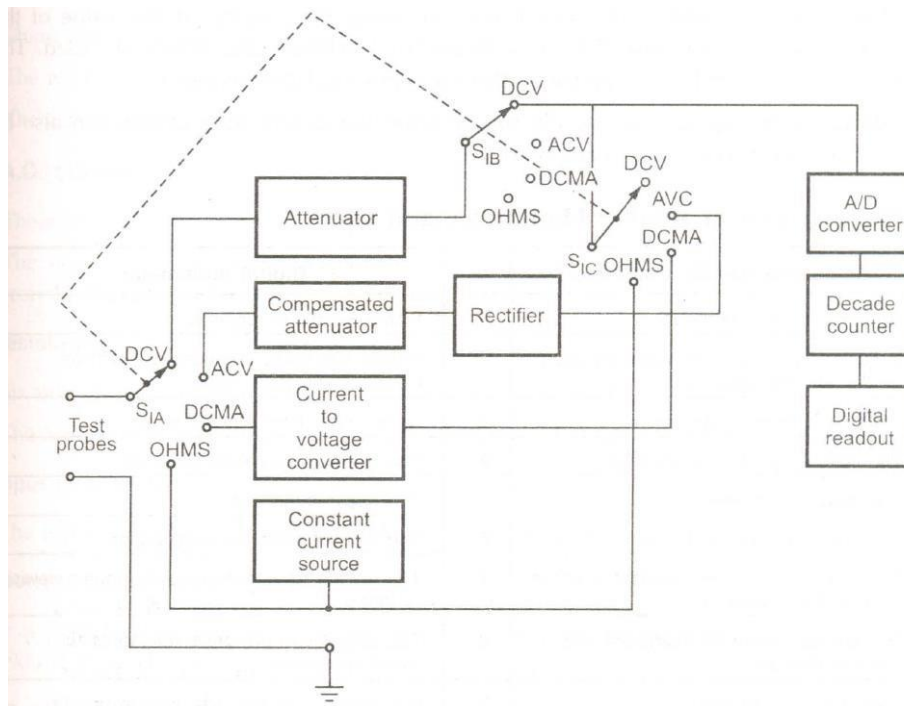 DCV
S_IB
ACV
DCMA
OHMS
DCV
AVC
DCMA
S_IC OHMS
Attenuator
A/D
converter
Compensated
attenuator
Rectifier
Decade
counter
DCV
ACV
S_IA
DCMA
OHMS
Test
probes
Current
to
voltage
converter
Digital
readout
Constant
current
source